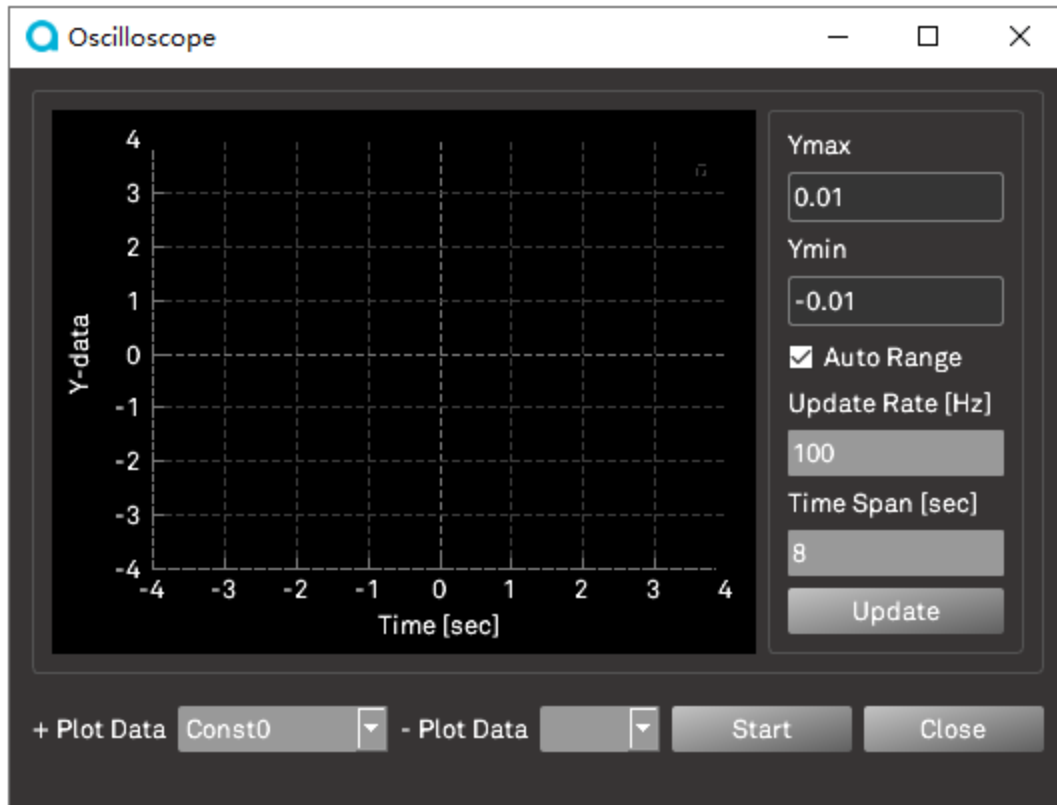 Oscilloscope
4
3
2
1
0
-1
-2
-3
-4
Y-data
-4 -3 -2 -1 0 1 2 3 4
Time [sec]
Ymax
0.01
Ymin
-0.01
Auto Range
Update Rate [Hz]
100
Time Span [sec]
8
Update
+ Plot Data Const0 - Plot Data Start Close